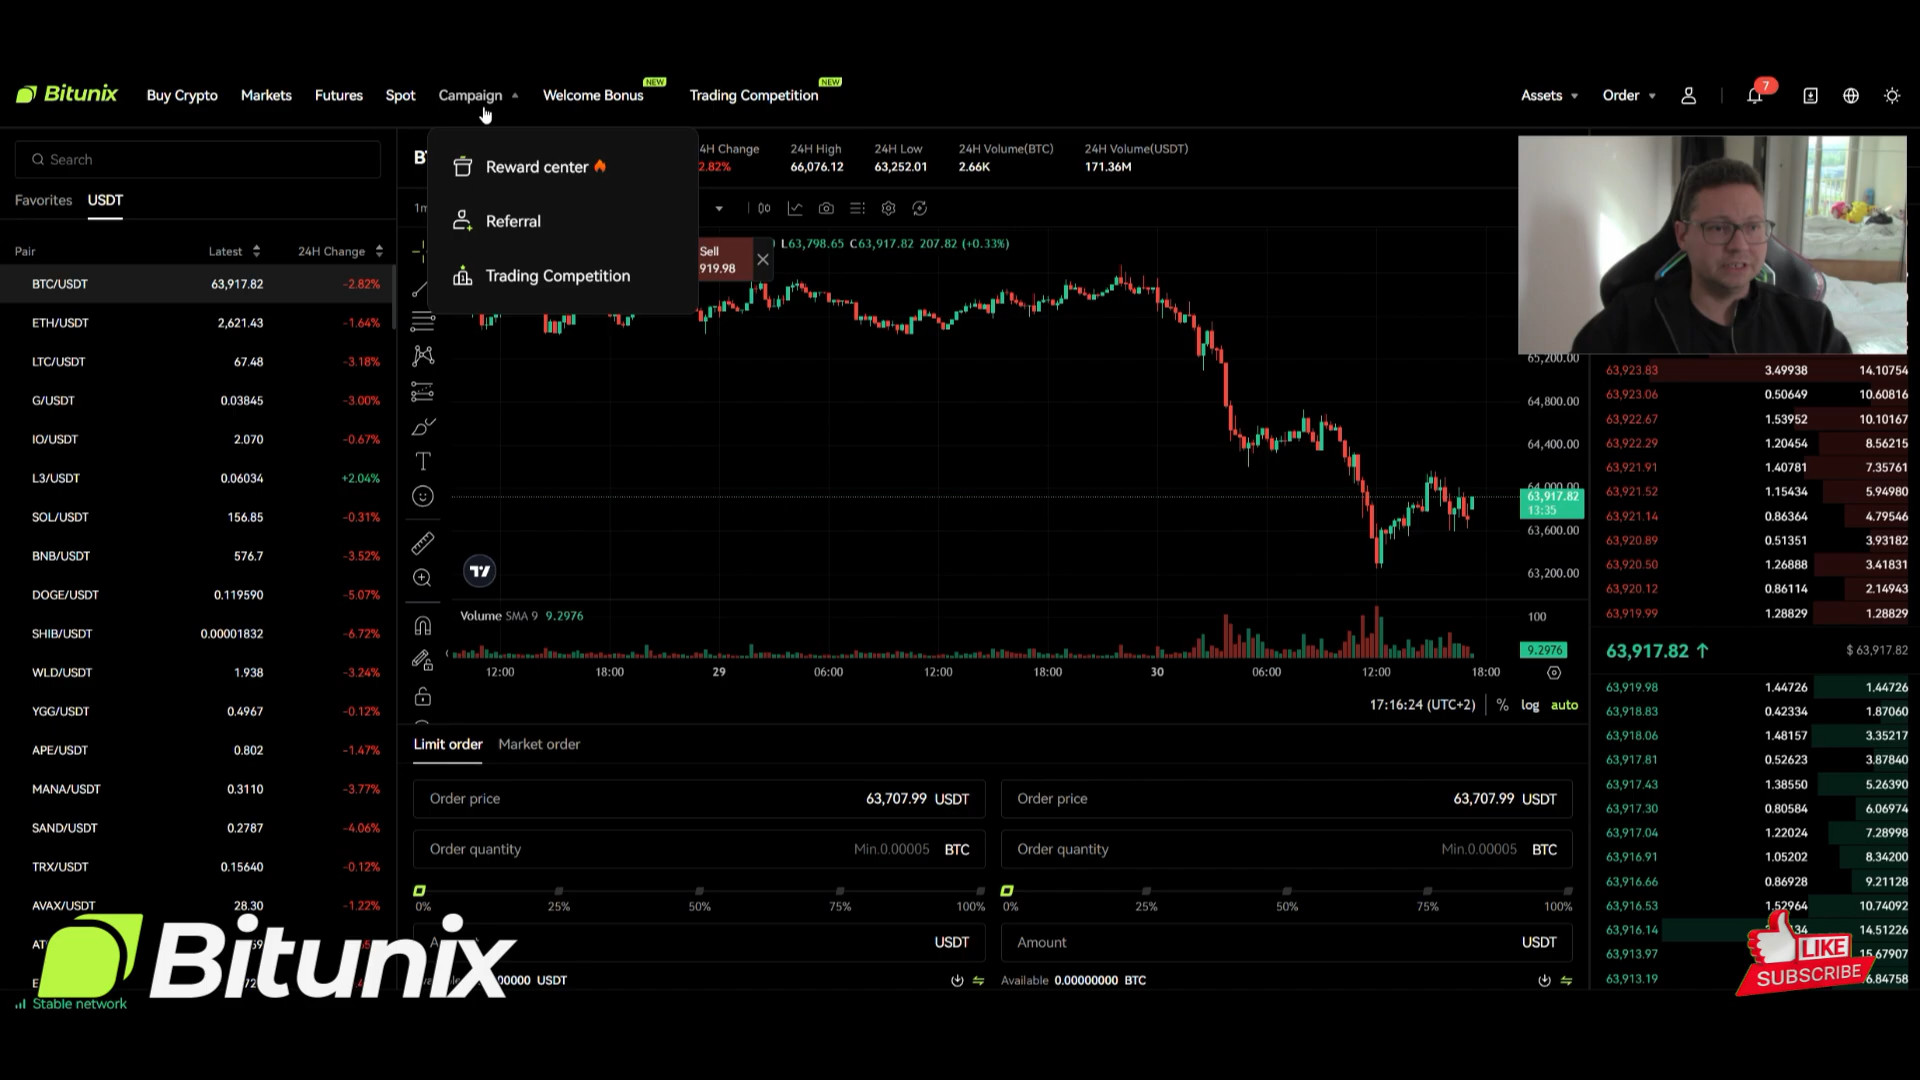 Bitunix
Buy Crypto
Markets
Futures
Spot
Campaign
Welcome Bonus
NEW
Trading Competition
NEW
Assets
Order
7
Search
Favorites
USDT
Pair
Latest
24H Change
BTC/USDT 63,917.82 -2.82%
ETH/USDT 2,621.43 -1.64%
LTC/USDT 67.48 -3.18%
G/USDT 0.03845 -3.00%
IO/USDT 2.070 -0.67%
L3/USDT 0.06034 +2.04%
SOL/USDT 156.85 -0.31%
BNB/USDT 576.7 -3.52%
DOGE/USDT 0.119590 -5.07%
SHIB/USDT 0.00001832 -6.72%
WLD/USDT 1.938 -3.24%
YGG/USDT 0.4967 -0.12%
APE/USDT 0.802 -1.47%
MANA/USDT 0.3110 -3.77%
SAND/USDT 0.2787 -4.06%
TRX/USDT 0.15640 -0.12%
AVAX/USDT 28.30 -1.22%
Bitunix
Stable network
Reward center
Referral
Trading Competition
4H Change
2.82%
24H High
66,076.12
24H Low
63,252.01
24H Volume(BTC)
2.66K
24H Volume(USDT)
171.36M
1m
Sell
919.98
L63,798.65 C63,917.82 207.82 (+0.33%)
65,200.00
64,800.00
64,400.00
64,000.00
63,917.82
13:35
63,600.00
63,200.00
Volume SMA 9 9.2976
100
9.2976
12:00 18:00 29 06:00 12:00 18:00 30 06:00 12:00 18:00
17:16:24 (UTC+2) % log auto
Limit order
Market order
Order price 63,707.99 USDT
Order quantity Min.0.00005 BTC
0% 25% 50% 75% 100%
USDT
0000 USDT
Order price 63,707.99 USDT
Order quantity Min.0.00005 BTC
0% 25% 50% 75% 100%
Amount USDT
Available 0.00000000 BTC
63,923.83 3.49938 14.10754
63,923.06 0.50649 10.60816
63,922.67 1.53952 10.10167
63,922.29 1.20454 8.56215
63,921.91 1.40781 7.35761
63,921.52 1.15434 5.94980
63,921.14 0.86364 4.79546
63,920.89 0.51351 3.93182
63,920.50 1.26888 3.41831
63,920.12 0.86114 2.14943
63,919.99 1.28829 1.28829
63,917.82 $ 63,917.82
63,919.98 1.44726 1.44726
63,918.83 0.42334 1.87060
63,918.06 1.48157 3.35217
63,917.81 0.52623 3.87840
63,917.43 1.38550 5.26390
63,917.30 0.80584 6.06974
63,917.04 1.22024 7.28998
63,916.91 1.05202 8.34200
63,916.66 0.86928 9.21128
63,916.53 1.52964 10.74092
63,916.14 14.51226
63,913.97 15.67907
63,913.19 6.84758
LIKE
SUBSCRIBE